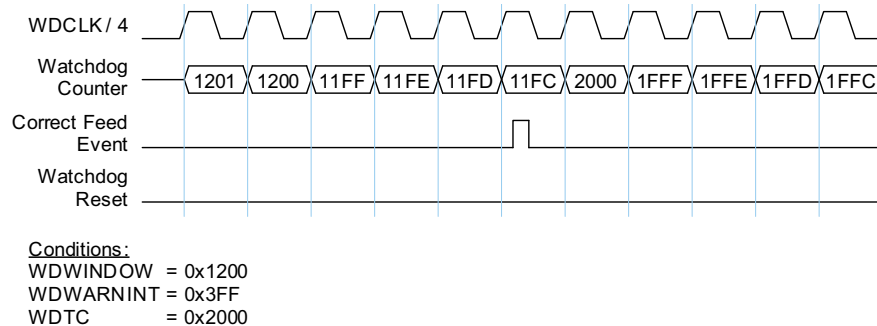 WDCLK / 4
Watchdog
Counter
1201 1200 11FF 11FE 11FD 11FC 2000 1FFF 1FFE 1FFD 1FFC
Correct Feed
Event
Watchdog
Reset
Conditions:
WDWINDOW = 0x1200
WDWARNINT = 0x3FF
WDTC = 0x2000